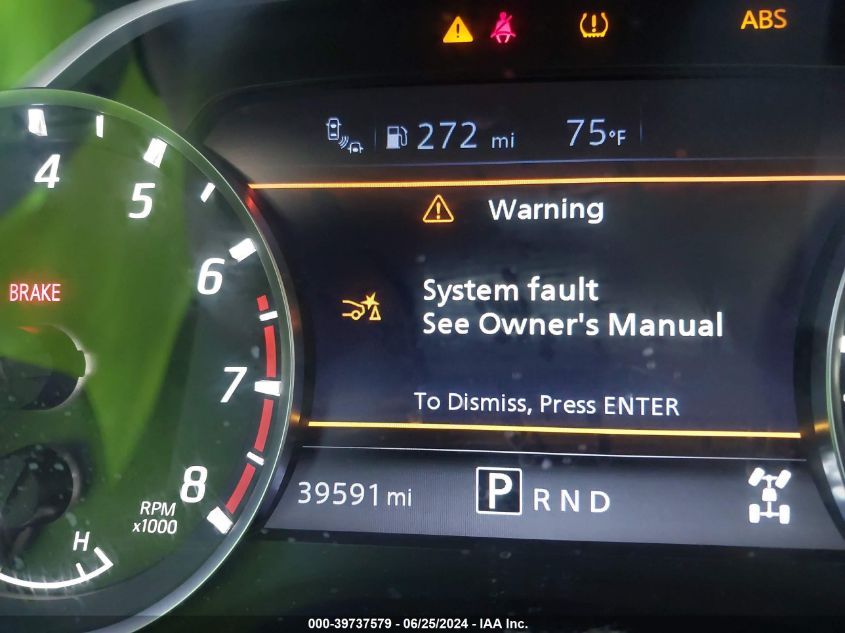 ABS
272 mi
75°F
4
5
Warning
6
BRAKE
System fault
See Owner's Manual
7
To Dismiss, Press ENTER
8
39591 mi
P R N D
RPM
x1000
H
000-39737579 - 06/25/2024 - IAA Inc.